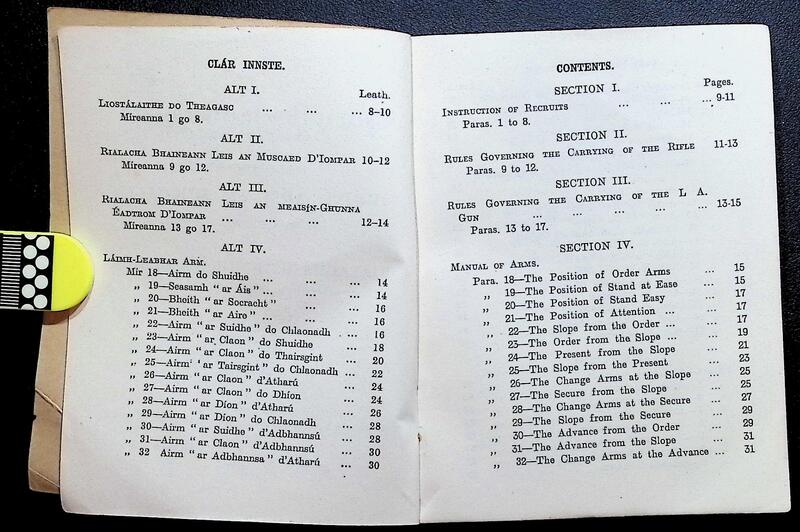 CLÁR INNSTE.
ALT I.
Leath.
LIOSTÁLAITHE DO THEAGASC ... ... ... 8-10
Míreanna 1 go 8.
ALT II.
RIALACHA BHAINEANN LEIS AN MUSCAED D'IOMPAR 10-12
Míreanna 9 go 12.
ALT III.
RIALACHA BHAINEANN LEIS AN MEAISÍN-GHUNNA
ÉADTROM D'IOMPAR ... ... ... ... 12-14
Míreanna 13 go 17.
ALT IV.
LÁIMH-LEABHAR ARM.
Mír 18—Airm do Shuidhe ... ... ... 14
„ 19—Seasamh "ar Áis" ... ... ... 14
„ 20—Bheith "ar Socracht" ... ... 16
„ 21—Bheith "ar Aire" ... ... ... 16
„ 22—Airm "ar Suidhe" do Chlaonadh ... 16
„ 23—Airm "ar Claon" do Shuidhe ... 18
„ 24—Airm "ar Claon" do Thairsgint ... 20
„ 25—Airm "ar Tairsgint" do Chlaonadh ... 22
„ 26—Airm "ar Claon" d'Atharú ... 24
„ 27—Airm "ar Claon" do Dhíon ... 24
„ 28—Airm "ar Díon" d'Atharú ... 26
„ 29—Airm "ar Díon" do Chlaonadh ... 28
„ 30—Airm "ar Suidhe" d'Adbhannsú ... 28
„ 31—Airm "ar Claon" d'Adbhannsú ... 30
„ 32 Airm "ar Adbhannsa" d'Atharú ... 30
CONTENTS.
SECTION I.
Pages.
INSTRUCTION OF RECRUITS ... ... ... 9-11
Paras. 1 to 8.
SECTION II.
RULES GOVERNING THE CARRYING OF THE RIFLE 11-13
Paras. 9 to 12.
SECTION III.
RULES GOVERNING THE CARRYING OF THE L A.
GUN ... ... ... ... ... 13-15
Paras. 13 to 17.
SECTION IV.
MANUAL OF ARMS.
Para. 18—The Position of Order Arms ... 15
„ 19—The Position of Stand at Ease ... 15
„ 20—The Position of Stand Easy ... 17
„ 21—The Position of Attention ... ... 17
„ 22—The Slope from the Order ... ... 17
„ 23—The Order from the Slope ... ... 19
„ 24—The Present from the Slope ... 21
„ 25—The Slope from the Present ... 23
„ 26—The Change Arms at the Slope ... 25
„ 27—The Secure from the Slope ... 25
„ 28—The Change Arms at the Secure ... 27
„ 29—The Slope from the Secure ... 29
„ 30—The Advance from the Order ... 29
„ 31—The Advance from the Slope ... 31
„ 32—The Change Arms at the Advance ... 31